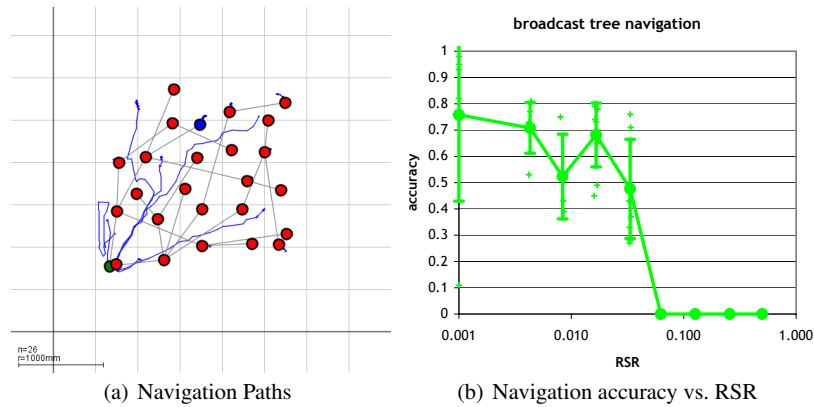 n=26
r=1000mm
(a) Navigation Paths
broadcast tree navigation
accuracy
1
0.9
0.8
0.7
0.6
0.5
0.4
0.3
0.2
0.1
0
0.001 0.010 0.100 1.000
RSR
(b) Navigation accuracy vs. RSR